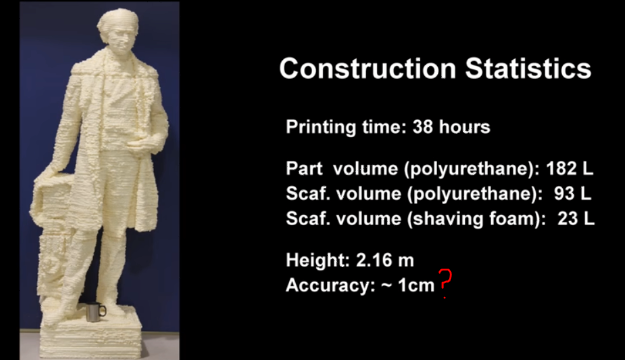 Construction Statistics
Printing time: 38 hours
Part volume (polyurethane): 182 L
Scaf. volume (polyurethane): 93 L
Scaf. volume (shaving foam): 23 L
Height: 2.16 m
Accuracy: ~ 1cm ?